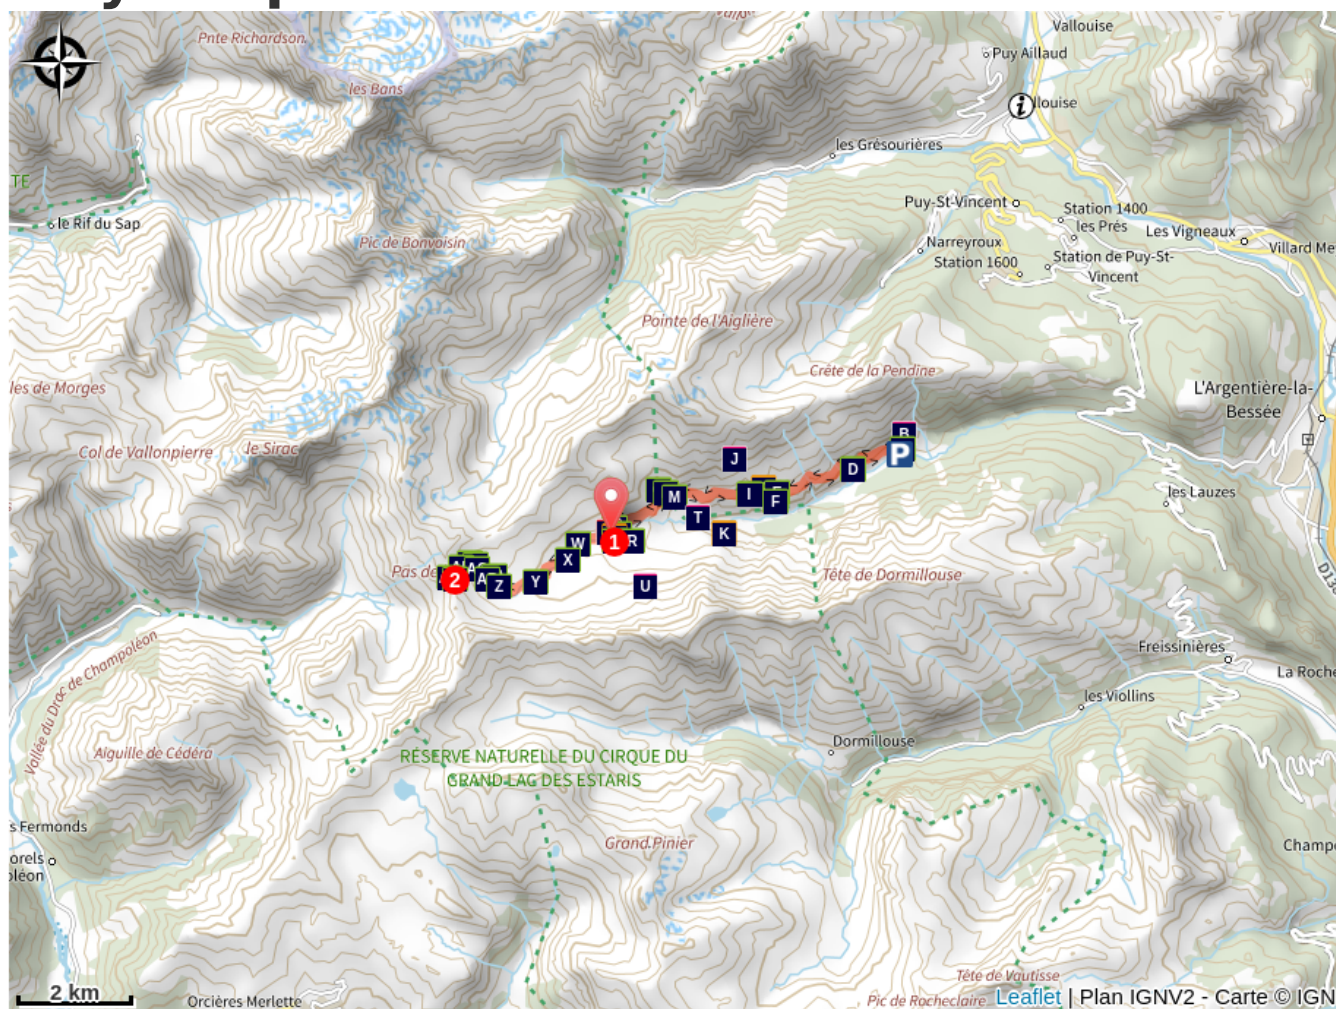 Pnte Richardson
Vallouise
Puy Aillaud
les Bans
llouise
les Grésourières
TE
le Rif du Sap
Puy-St-Vincent
Station 1400
les Prés
Les Vigneaux
Pic de Bonvoisin
Narreyroux
Villard Me
Station 1600
Station de Puy-St-
Vincent
Pointe de l'Aiglière
Crête de la Pendine
les de Morges
L'Argentière-la-
Bessée
Col de Vallonpierre
le Sirac
B
P
J
D
I
F
M
les Lauzes
T
K
1
R
W
X
Pas de
2
Z
Y
U
Tête de Dormillouse
Freissinières
La Roche
Vallée du Drac de Champoléon
les Viollins
Aiguille de Cédéra
Dormillouse
RÉSERVE NATURELLE DU CIRQUE DU
GRAND-LAC DES ESTARIS
s Fermonds
Grand Pinier
Champ
orels
oléon
Tête de Vautisse
2 km
Orcières Merlette
Pic de Rocheclaire
Leaflet | Plan IGNV2 - Carte © IGN